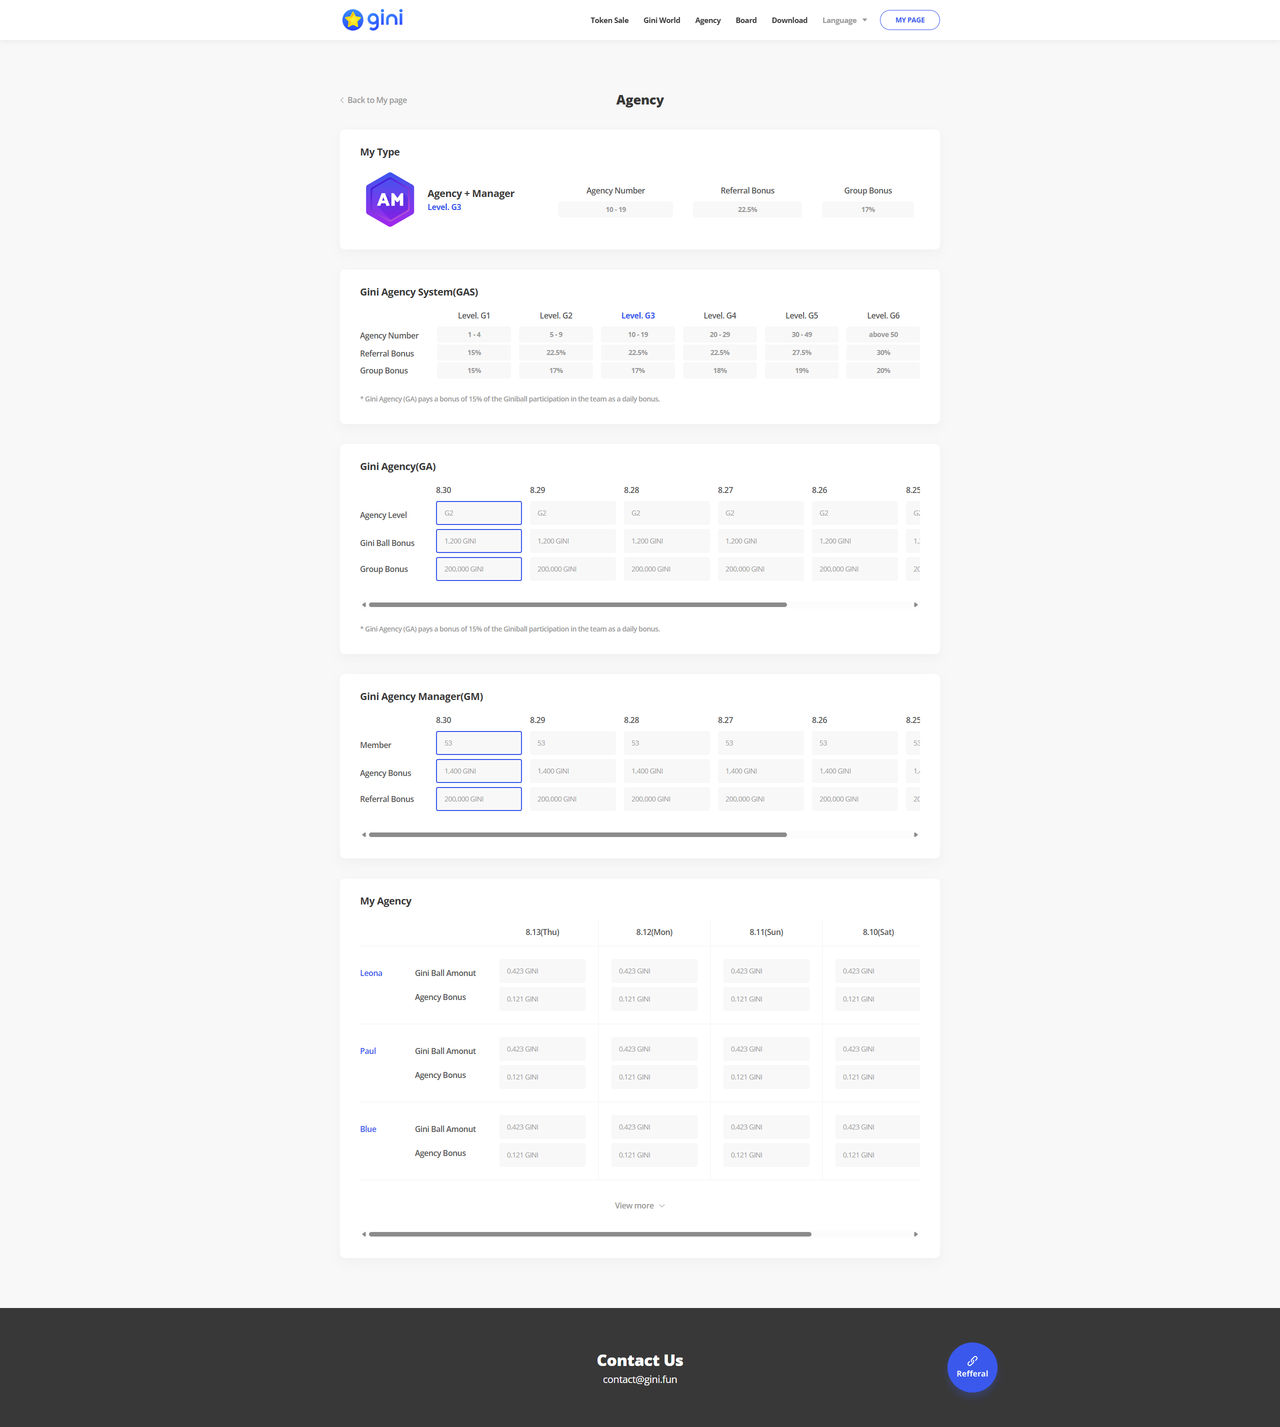 gini
Token Sale Gini World Agency Board Download Language MY PAGE
Back to My page
Agency
My Type
AM
Agency + Manager
Level. G3
Agency Number Referral Bonus Group Bonus
10 - 19 22.5% 17%
Gini Agency System(GAS)
Level. G1 Level. G2 Level. G3 Level. G4 Level. G5 Level. G6
Agency Number 1 - 4 5 - 9 10 - 19 20 - 29 30 - 49 above 50
Referral Bonus 15% 22.5% 22.5% 22.5% 27.5% 30%
Group Bonus 15% 17% 17% 18% 19% 20%
* Gini Agency (GA) pays a bonus of 15% of the Giniball participation in the team as a daily bonus.
Gini Agency(GA)
8.30 8.29 8.28 8.27 8.26 8.25
Agency Level G2 G2 G2 G2 G2 G2
Gini Ball Bonus 1,200 GINI 1,200 GINI 1,200 GINI 1,200 GINI 1,200 GINI 1,
Group Bonus 200,000 GINI 200,000 GINI 200,000 GINI 200,000 GINI 200,000 GINI 20
* Gini Agency (GA) pays a bonus of 15% of the Giniball participation in the team as a daily bonus.
Gini Agency Manager(GM)
8.30 8.29 8.28 8.27 8.26 8.25
Member 53 53 53 53 53 53
Agency Bonus 1,400 GINI 1,400 GINI 1,400 GINI 1,400 GINI 1,400 GINI 1,
Referral Bonus 200,000 GINI 200,000 GINI 200,000 GINI 200,000 GINI 200,000 GINI 20
My Agency
8.13(Thu) 8.12(Mon) 8.11(Sun) 8.10(Sat)
Leona Gini Ball Amonut 0.423 GINI 0.423 GINI 0.423 GINI 0.423 GINI
Agency Bonus 0.121 GINI 0.121 GINI 0.121 GINI 0.121 GINI
Paul Gini Ball Amonut 0.423 GINI 0.423 GINI 0.423 GINI 0.423 GINI
Agency Bonus 0.121 GINI 0.121 GINI 0.121 GINI 0.121 GINI
Blue Gini Ball Amonut 0.423 GINI 0.423 GINI 0.423 GINI 0.423 GINI
Agency Bonus 0.121 GINI 0.121 GINI 0.121 GINI 0.121 GINI
View more
Contact Us
contact@gini.fun
Refferal